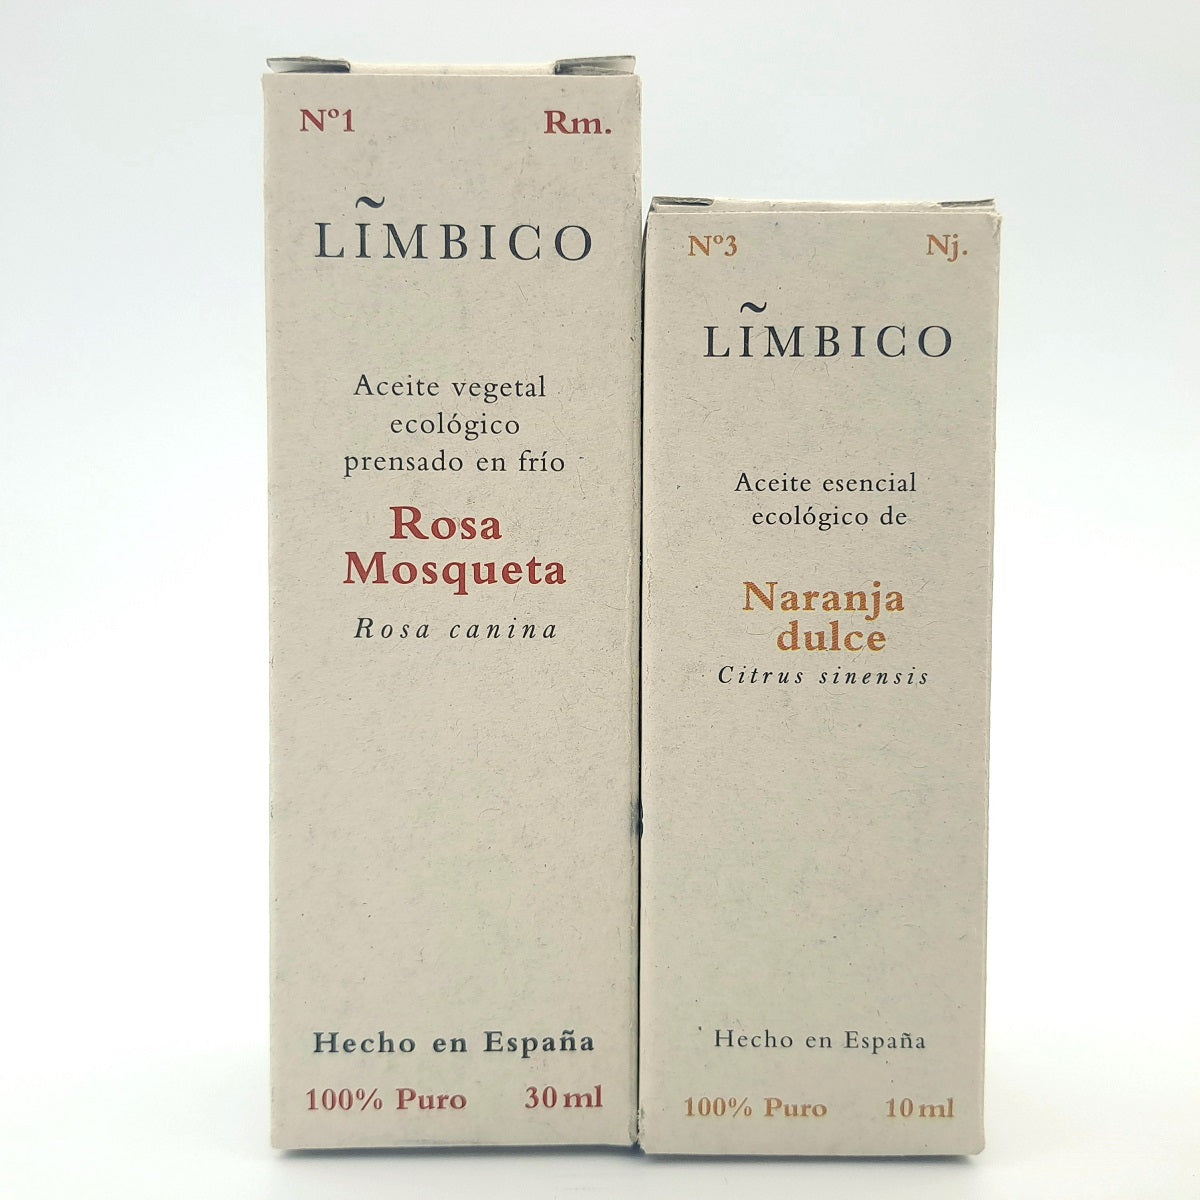 Nº1 Rm.
LĨMBICO
Aceite vegetal
ecológico
prensado en frío
Rosa
Mosqueta
Rosa canina
Hecho en España
100% Puro 30 ml
Nº3 Nj.
LĨMBICO
Aceite esencial
ecológico de
Naranja
dulce
Citrus sinensis
Hecho en España
100% Puro 10 ml